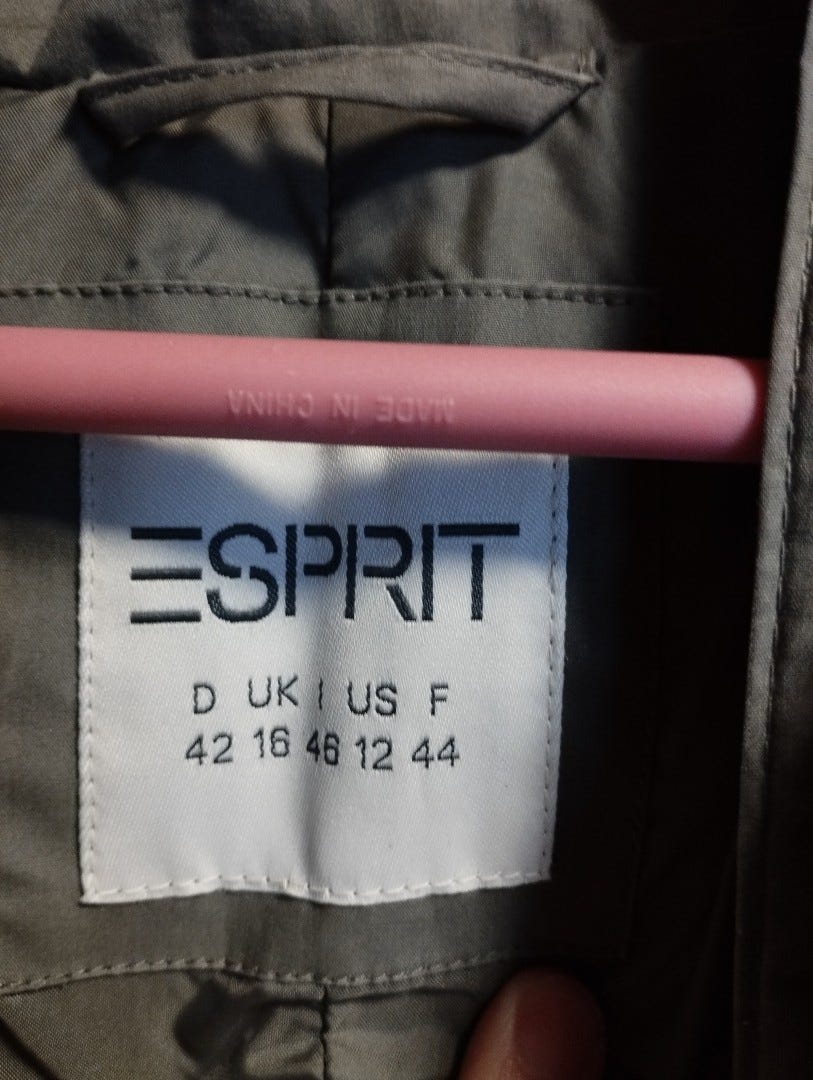 MADE IN CHINA
ESPRIT
D UK I US F
42 16 46 12 44